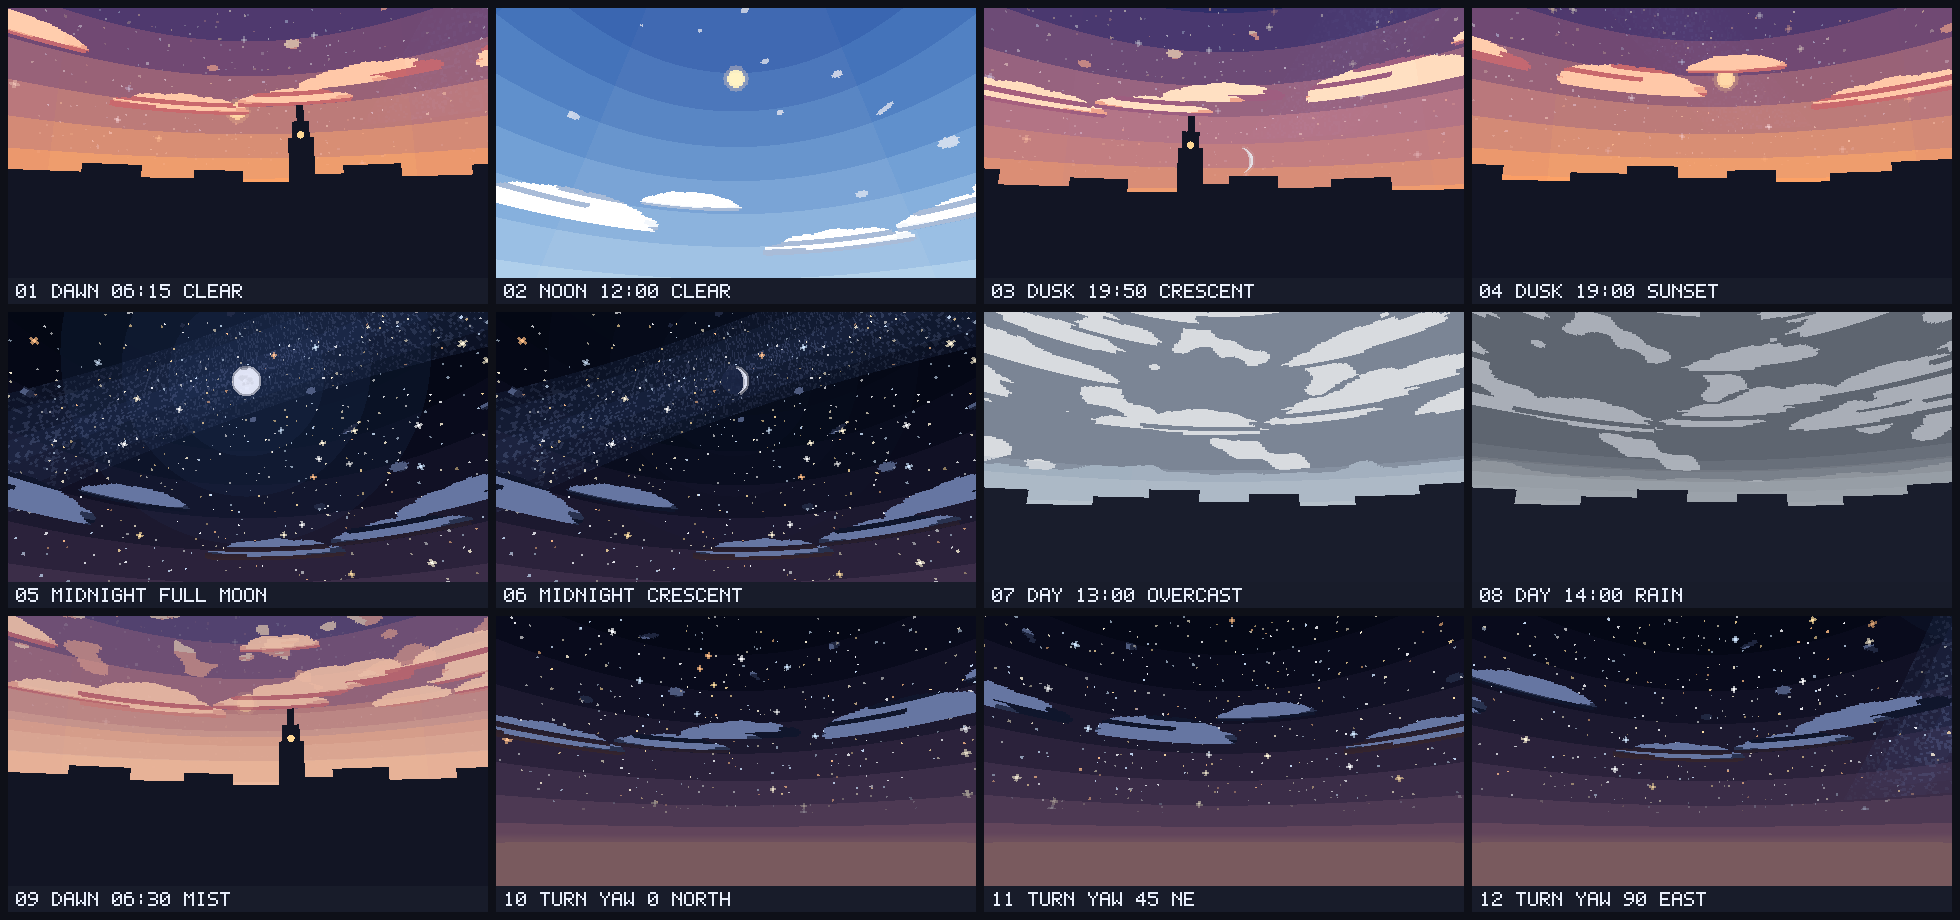 01 DAWN 06:15 CLEAR
02 NOON 12:00 CLEAR
03 DUSK 19:50 CRESCENT
04 DUSK 19:00 SUNSET
05 MIDNIGHT FULL MOON
06 MIDNIGHT CRESCENT
07 DAY 13:00 OVERCAST
08 DAY 14:00 RAIN
09 DAWN 06:30 MIST
10 TURN YAW 0 NORTH
11 TURN YAW 45 NE
12 TURN YAW 90 EAST